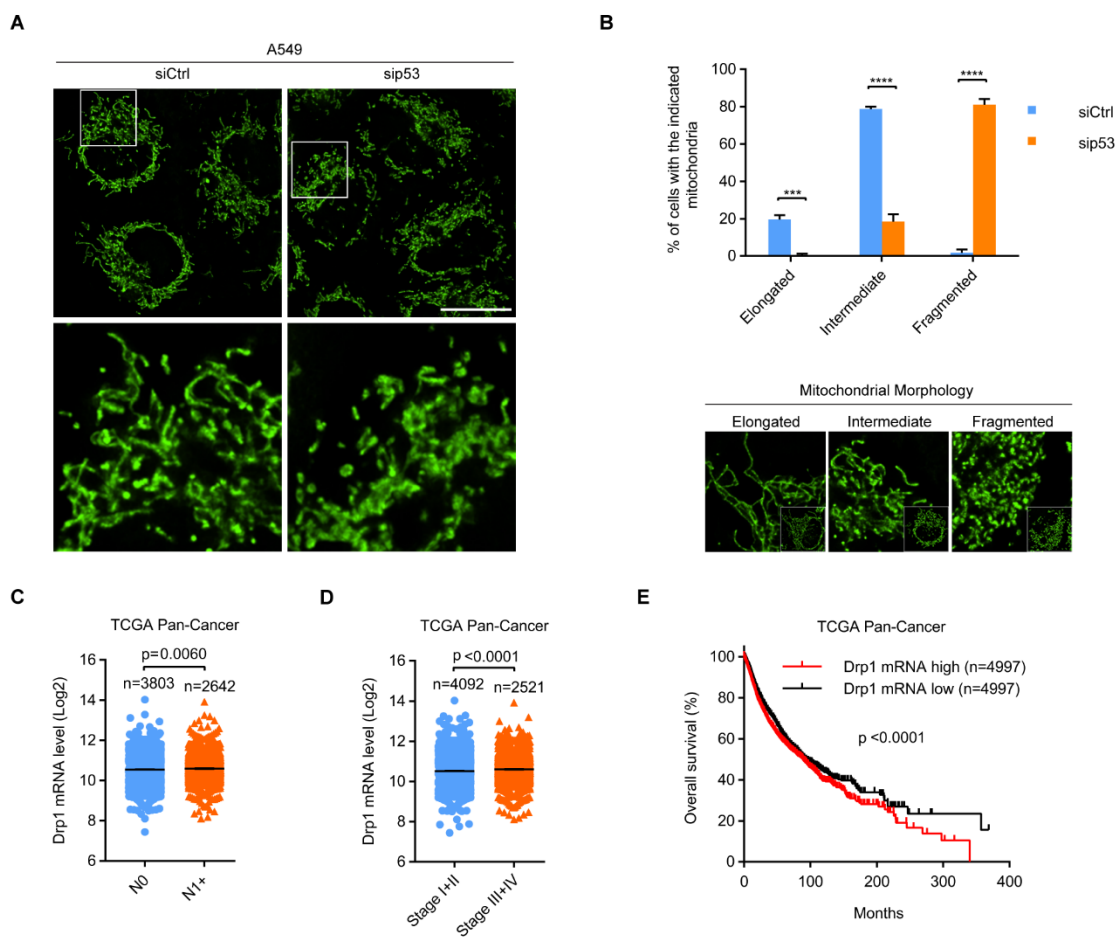 A
A549
siCtrl
sip53
B
% of cells with the indicated
mitochondria
100
80
60
40
20
0
***
****
****
Elongated
Intermediate
Fragmented
siCtrl
sip53
Mitochondrial Morphology
Elongated
Intermediate
Fragmented
C
TCGA Pan-Cancer
p=0.0060
n=3803
n=2642
Drp1 mRNA level (Log2)
16
14
12
10
8
6
N0
N1+
D
TCGA Pan-Cancer
p <0.0001
n=4092
n=2521
Drp1 mRNA level (Log2)
16
14
12
10
8
6
Stage I+II
Stage III+IV
E
TCGA Pan-Cancer
Drp1 mRNA high (n=4997)
Drp1 mRNA low (n=4997)
p <0.0001
Overall survival (%)
100
80
60
40
20
0
0
100
200
300
400
Months